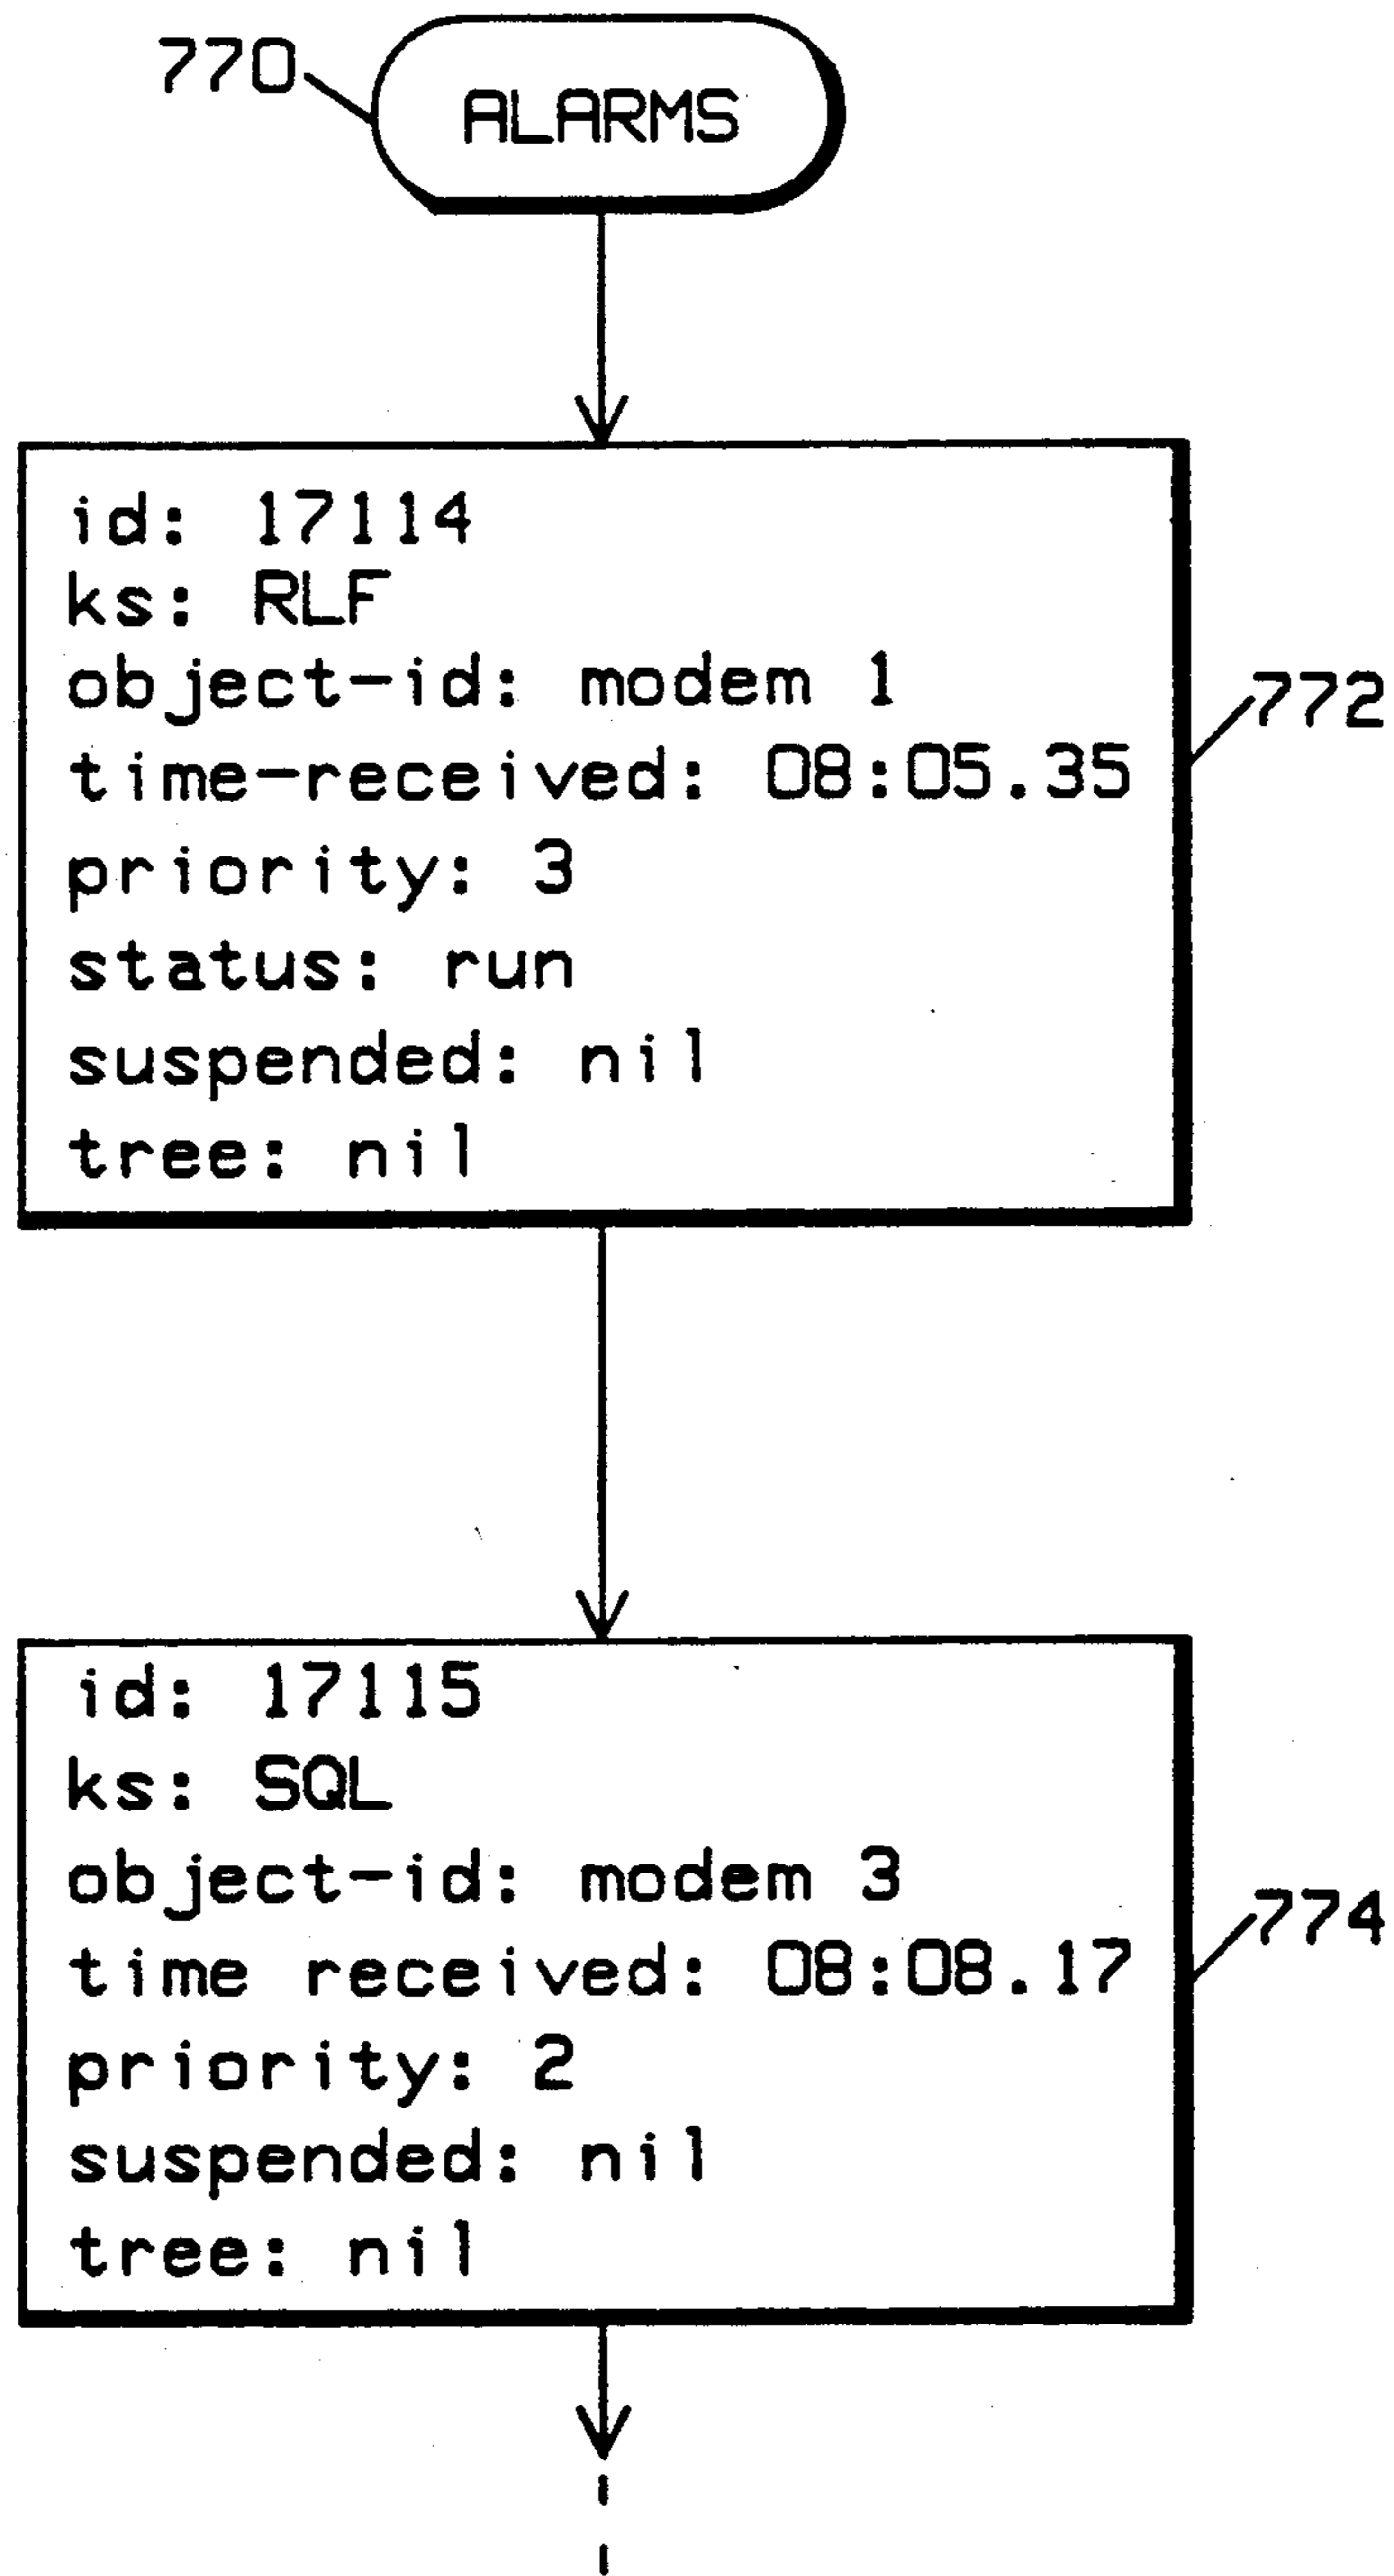 770
ALARMS
id: 17114
ks: RLF
object-id: modem 1
time-received: 08:05.35
priority: 3
status: run
suspended: nil
tree: nil
772
id: 17115
ks: SQL
object-id: modem 3
time received: 08:08.17
priority: 2
suspended: nil
tree: nil
774